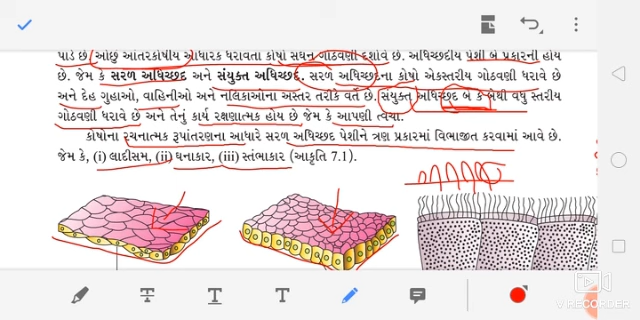 પાડે છે. ઓછું આંતરકોષીય આધારક ધરાવતા કોષો સઘન ગોઠવણી દર્શાવે છે. અધિચ્છદીય પેશી બે પ્રકારની હોય
છે. જેમ કે સરળ અધિચ્છદ અને સંયુક્ત અધિચ્છદ. સરળ અધિચ્છદના કોષો એકસ્તરીય ગોઠવણી ધરાવે છે
અને દેહ ગુહાઓ, વાહિનીઓ અને નલિકાઓના અસ્તર તરીકે વર્તે છે. સંયુક્ત અધિચ્છદ બે કે બેથી વધુ સ્તરીય
ગોઠવણી ધરાવે છે અને તેનું કાર્ય રક્ષણાત્મક હોય છે જેમ કે આપણી ત્વચા.
કોષોના રચનાત્મક રૂપાંતરણના આધારે સરળ અધિચ્છદ પેશીને ત્રણ પ્રકારમાં વિભાજીત કરવામાં આવે છે.
જેમ કે, (i) લાદીસમ, (ii) ઘનાકાર, (iii) સ્તંભાકાર (આકૃતિ 7.1).
T T
V RECORDER